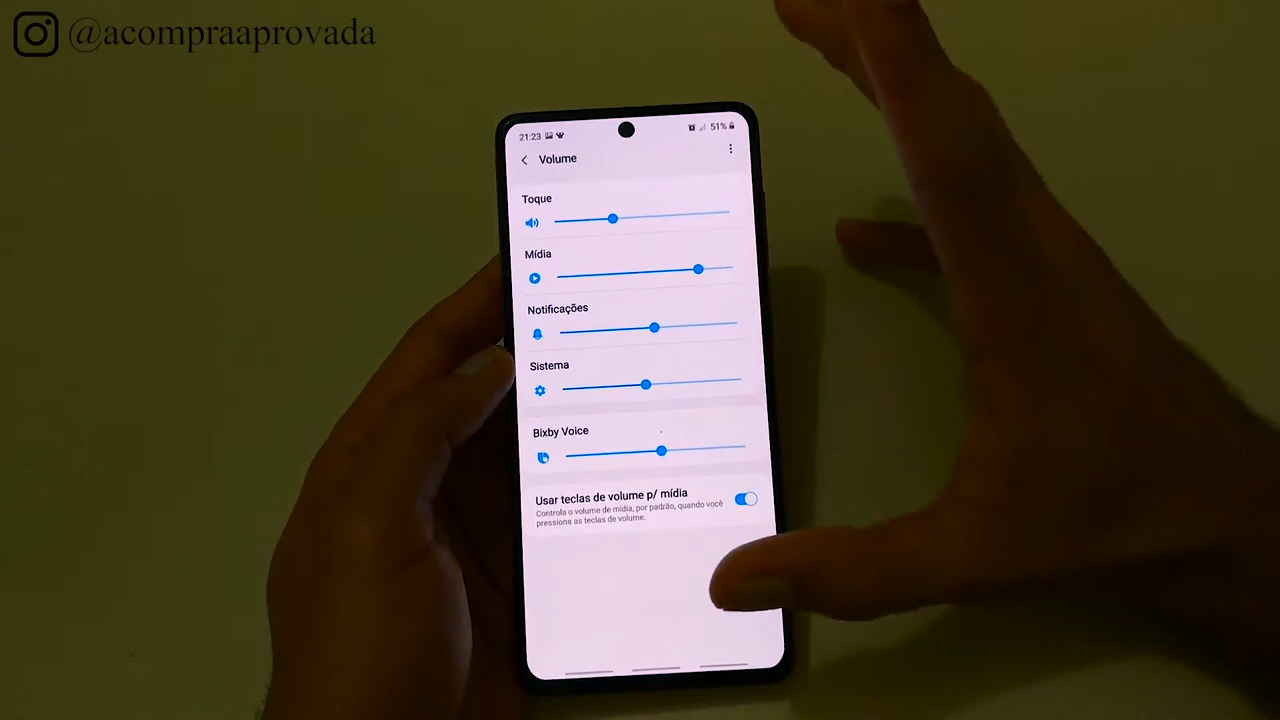 @acompraaprovada
21:23 51%
Volume
Toque
Mídia
Notificações
Sistema
Bixby Voice
Usar teclas de volume p/ mídia
Controla o volume de mídia, por padrão, quando você
pressiona as teclas de volume.